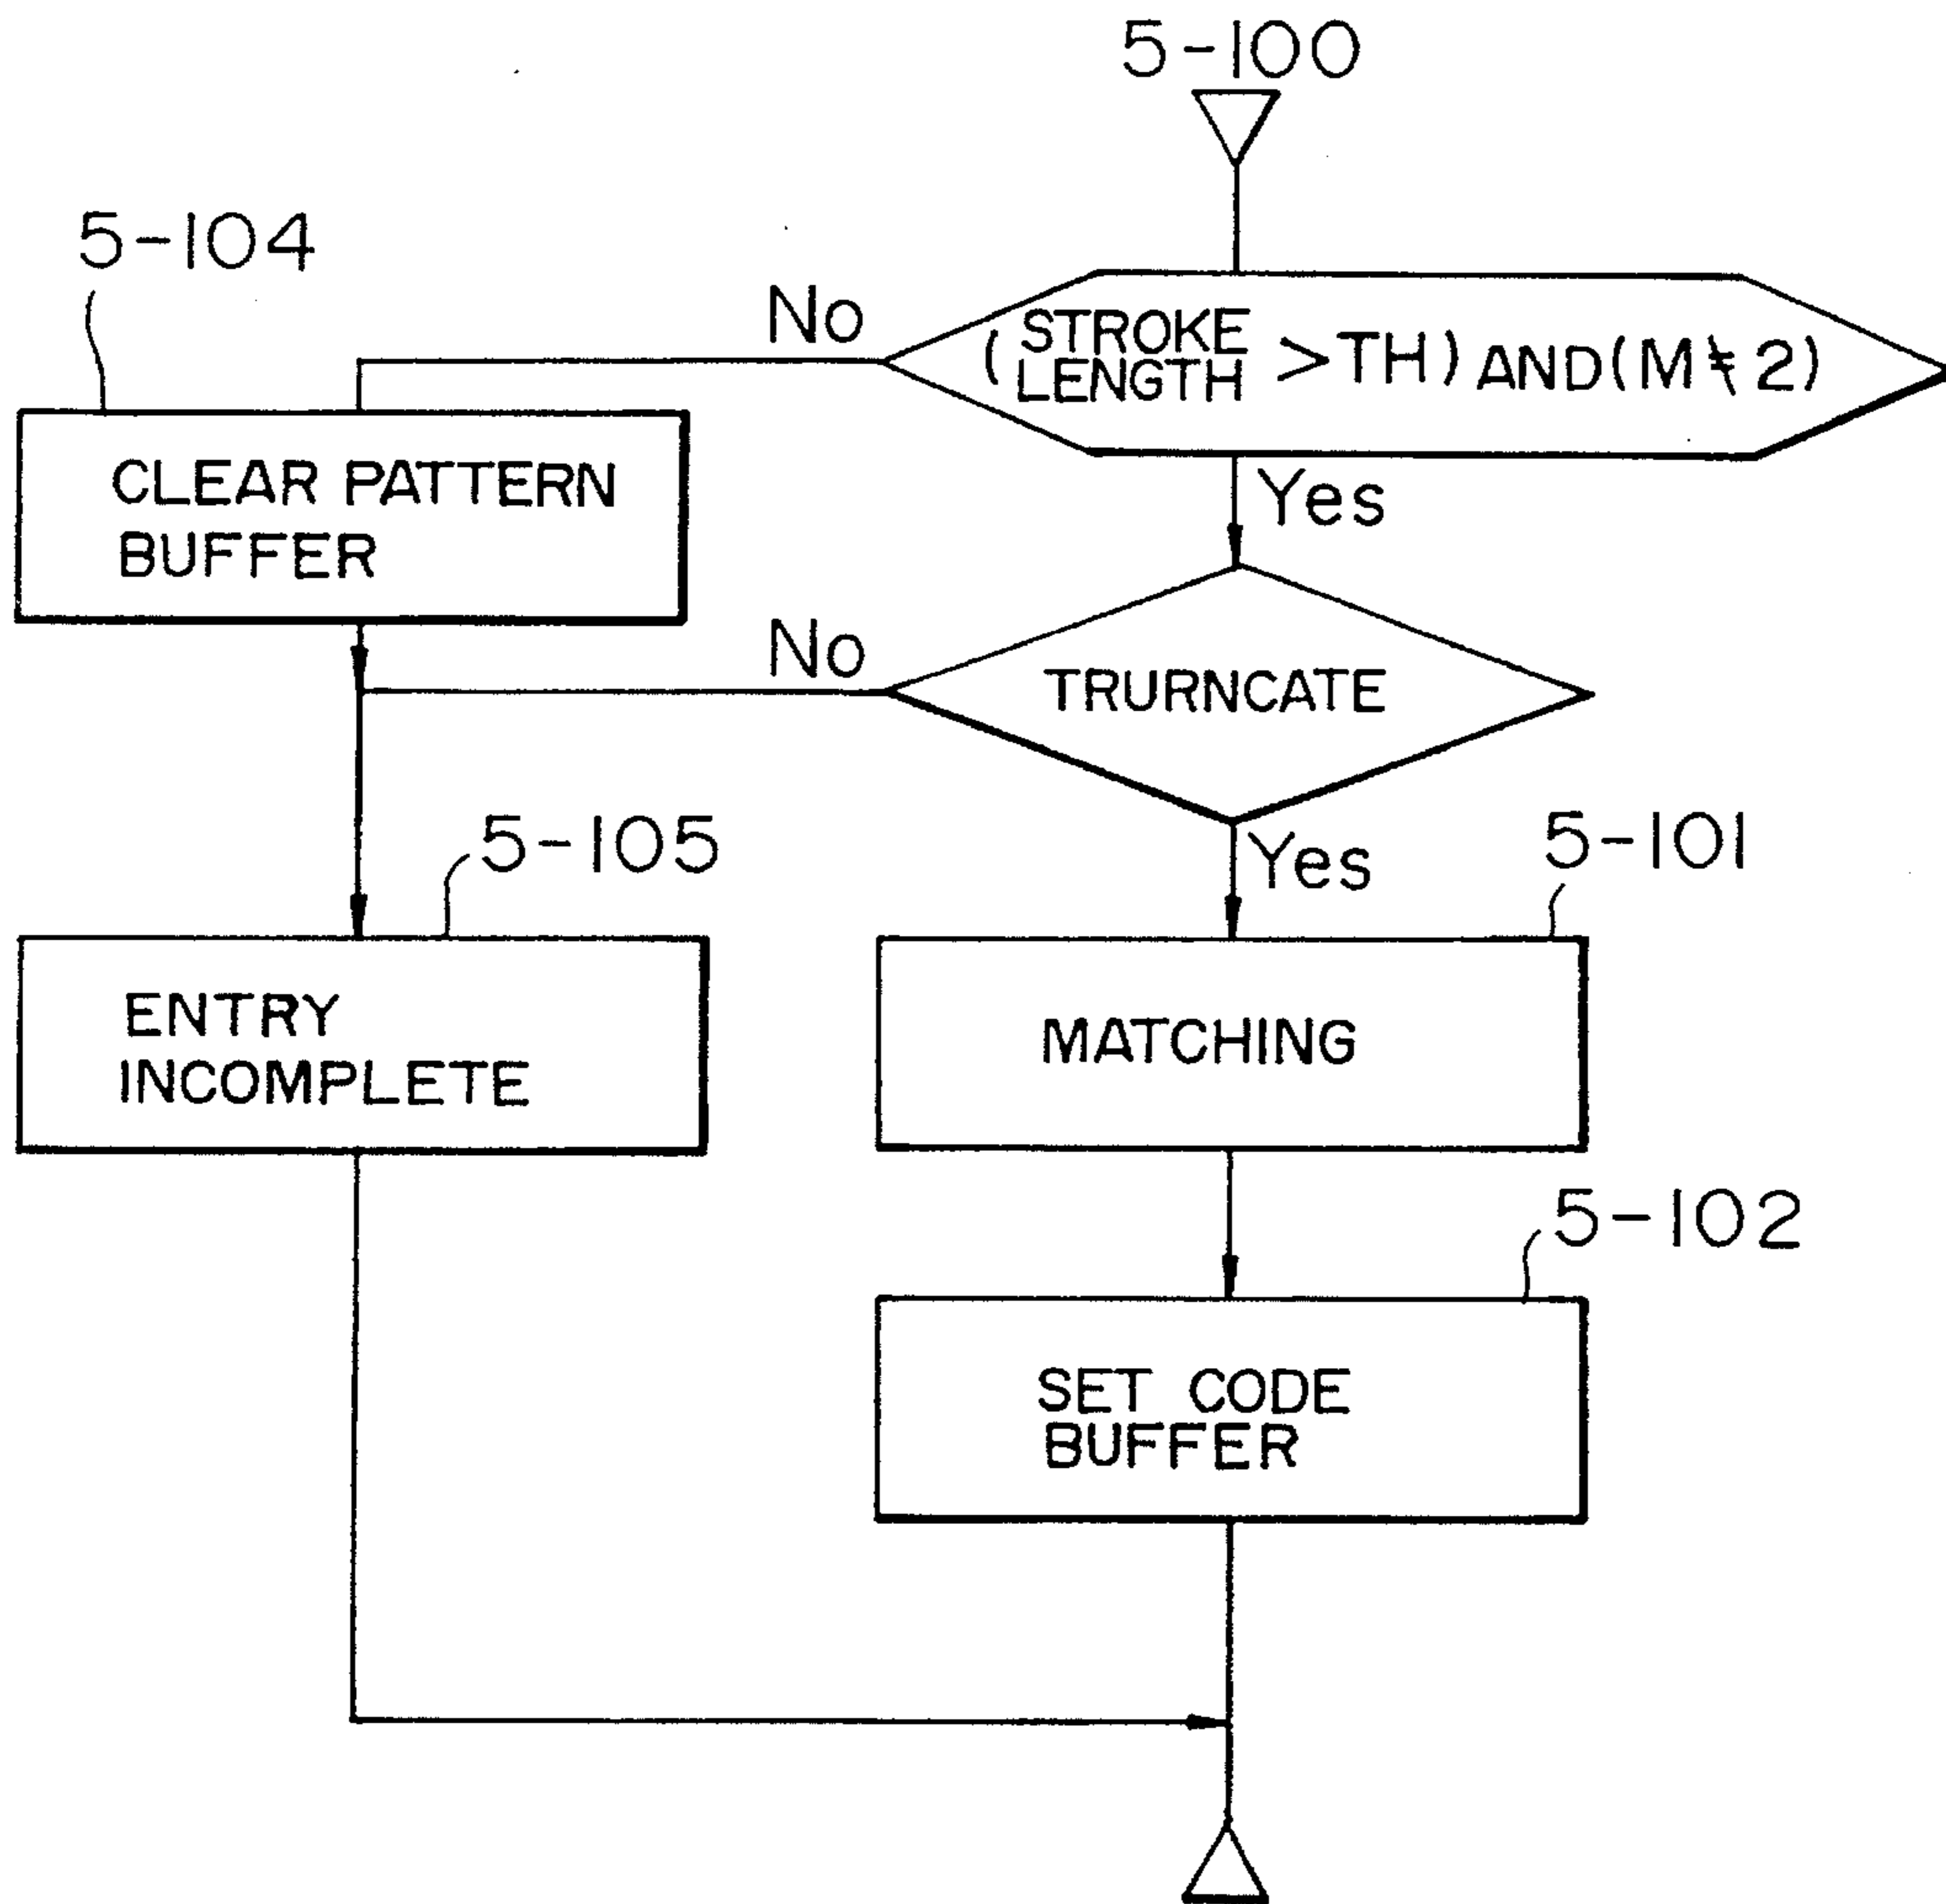 5-100
5-104
No
(STROKE LENGTH > TH) AND (M ≠ 2)
CLEAR PATTERN
BUFFER
Yes
No
TRURNCATE
5-105
Yes
5-101
ENTRY
INCOMPLETE
MATCHING
5-102
SET CODE
BUFFER